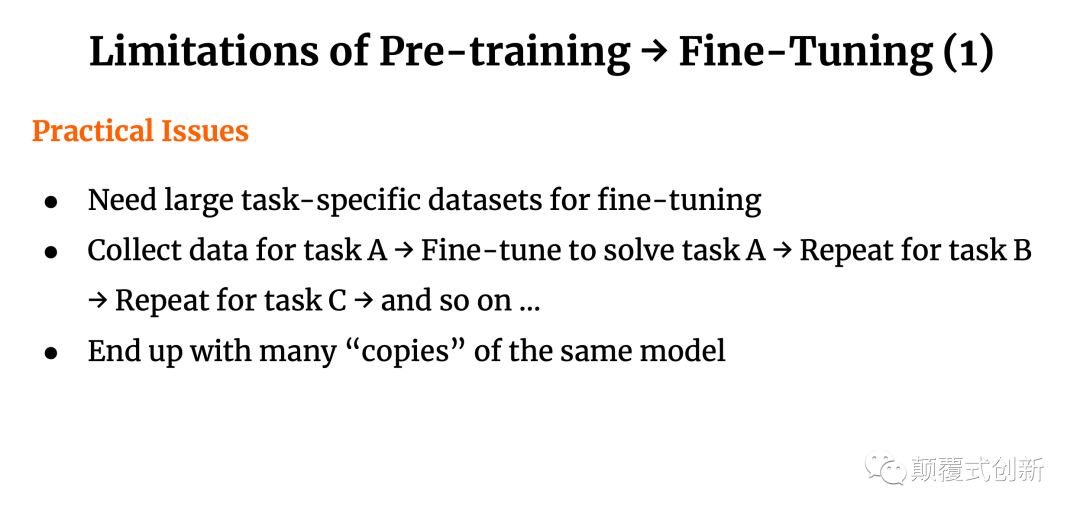 Limitations of Pre-training → Fine-Tuning (1)
Practical Issues
● Need large task-specific datasets for fine-tuning
● Collect data for task A → Fine-tune to solve task A → Repeat for task B
→ Repeat for task C → and so on ...
● End up with many “copies” of the same model
颠覆式创新